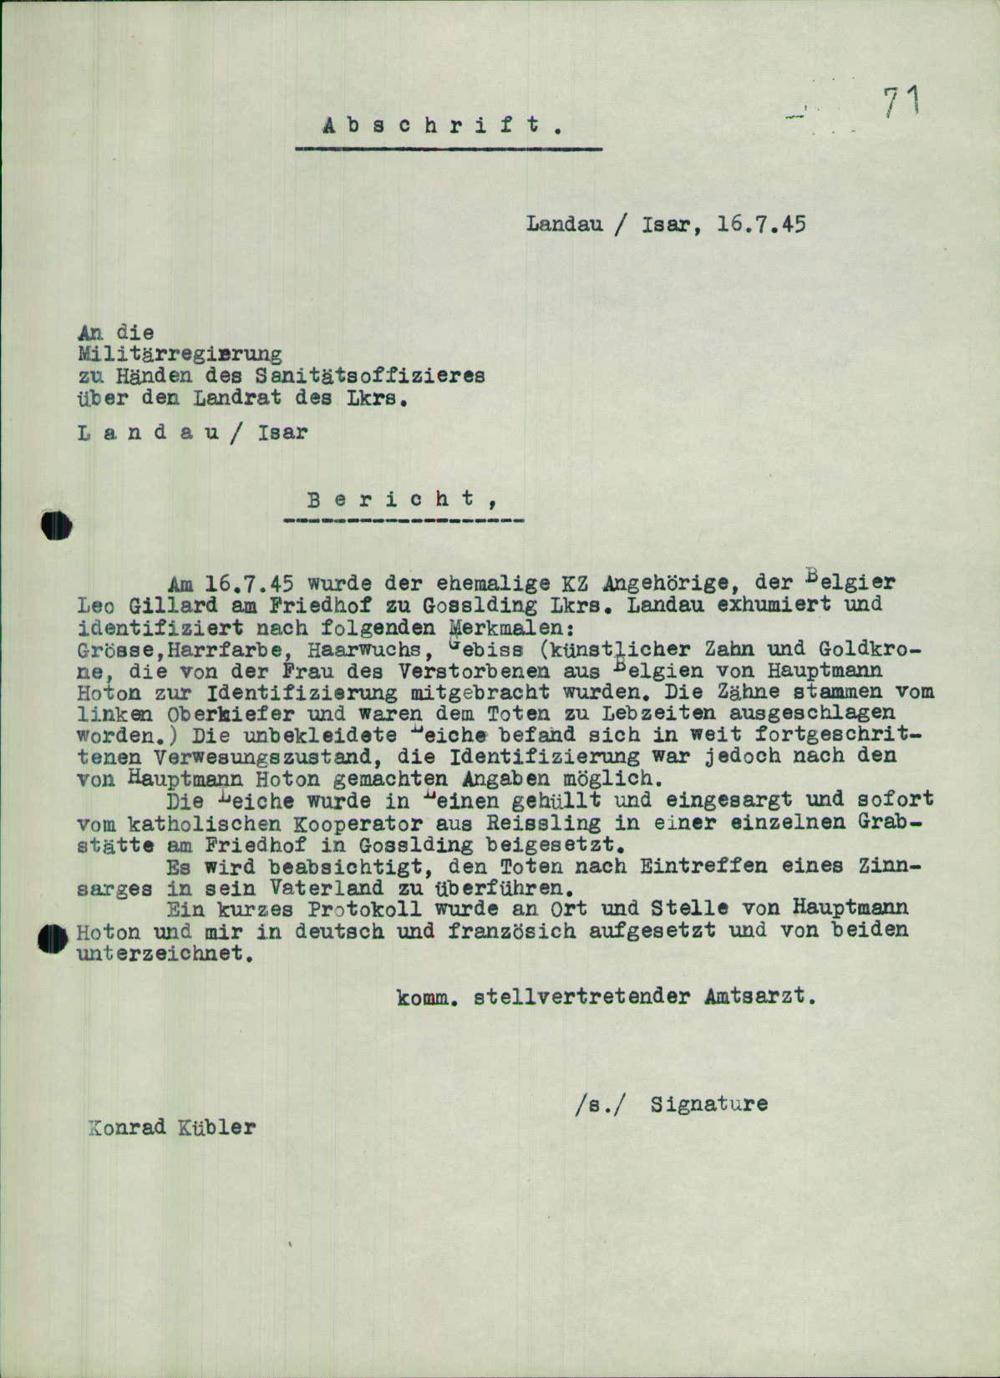 71
Abschrift.
Landau / Isar, 16.7.45
An die
Militärregierung
zu Händen des Sanitätsoffizieres
über den Landrat des Lkrs.
Landau / Isar
Bericht,
Am 16.7.45 wurde der ehemalige KZ Angehörige, der Belgier
Leo Gillard am Friedhof zu Gosslding Lkrs. Landau exhumiert und
identifiziert nach folgenden Merkmalen:
Grösse,Harrfarbe, Haarwuchs, Gebiss (künstlicher Zahn und Goldkro-
ne, die von der Frau des Verstorbenen aus Belgien von Hauptmann
Hoton zur Identifizierung mitgebracht wurden. Die Zähne stammen vom
linken Oberkiefer und waren dem Toten zu Lebzeiten ausgeschlagen
worden.) Die unbekleidete Leiche befand sich in weit fortgeschrit-
tenen Verwesungszustand, die Identifizierung war jedoch nach den
von Hauptmann Hoton gemachten Angaben möglich.
Die Leiche wurde in Leinen gehüllt und eingesargt und sofort
vom katholischen Kooperator aus Reissling in einer einzelnen Grab-
stätte am Friedhof in Gosslding beigesetzt.
Es wird beabsichtigt, den Toten nach Eintreffen eines Zinn-
sarges in sein Vaterland zu überführen.
Ein kurzes Protokoll wurde an Ort und Stelle von Hauptmann
Hoton und mir in deutsch und französich aufgesetzt und von beiden
unterzeichnet.
komm. stellvertretender Amtsarzt.
/s./ Signature
Konrad Kübler